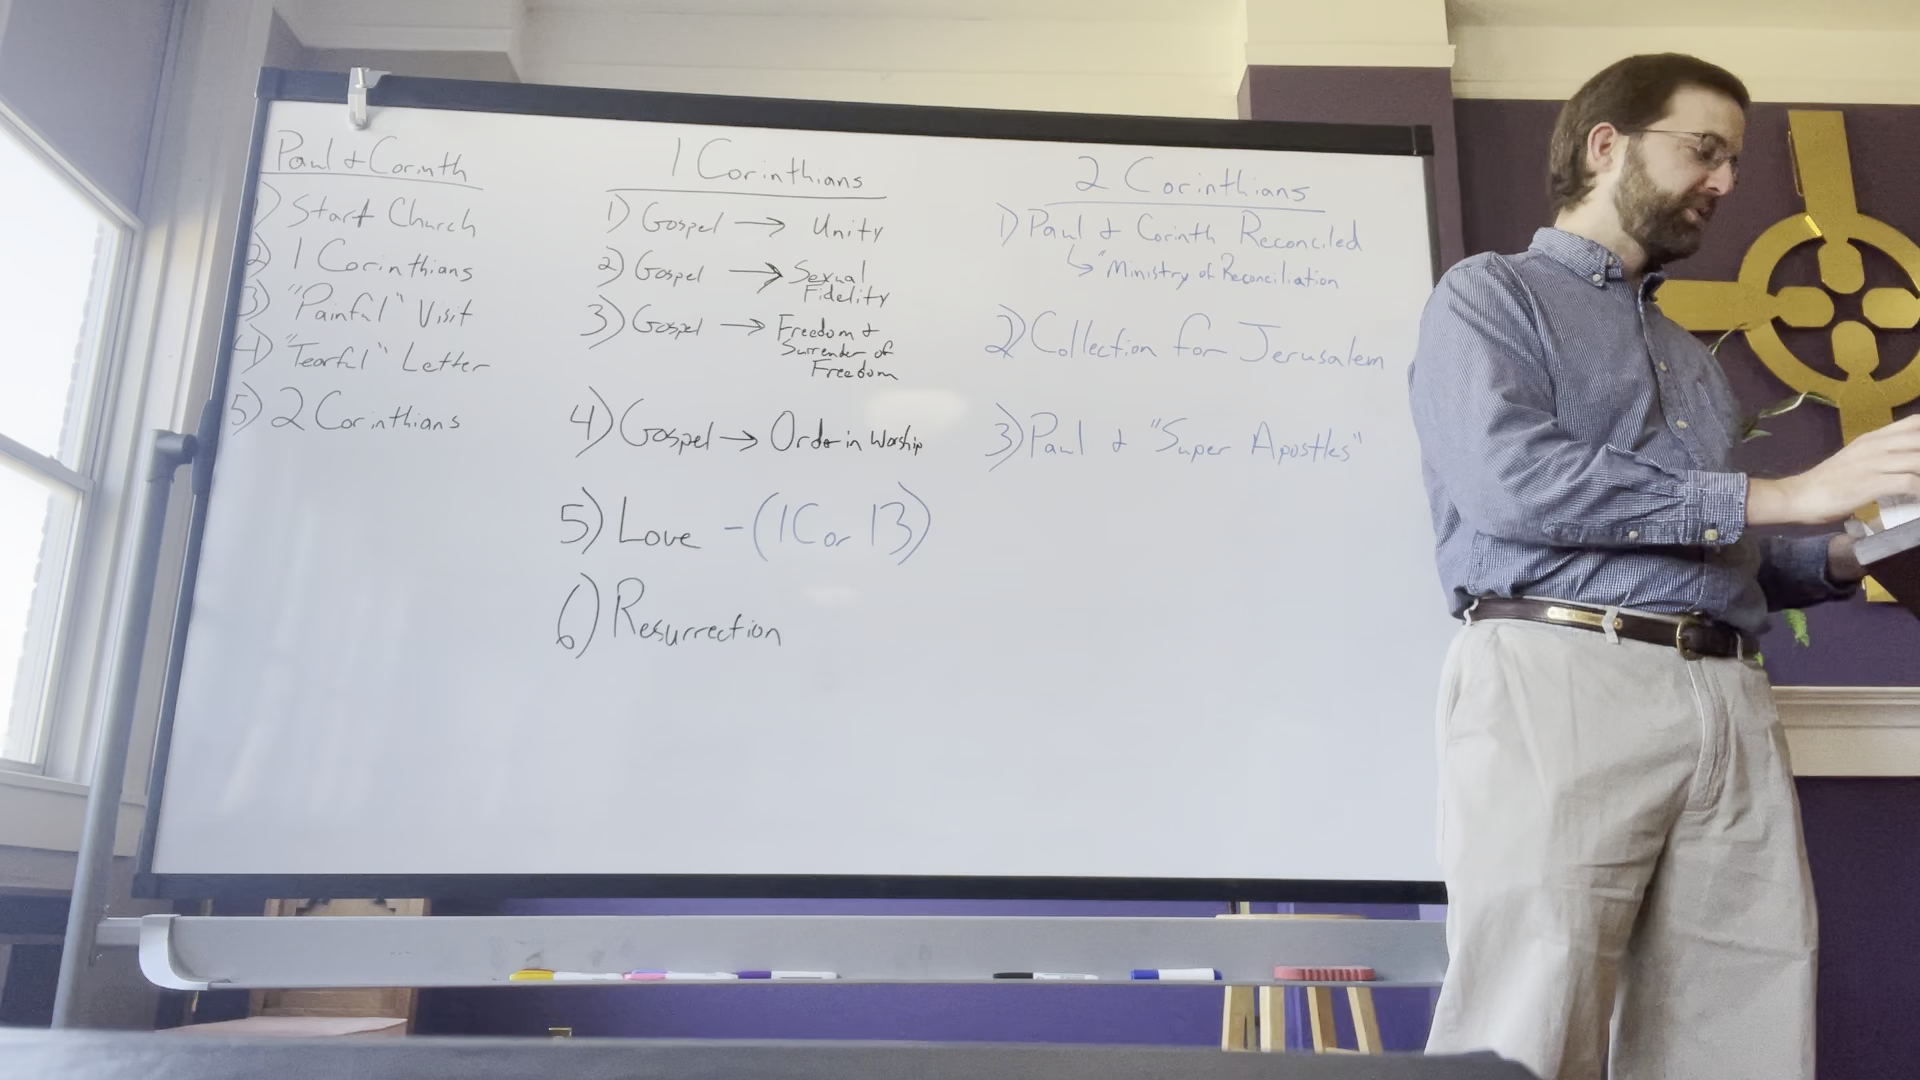 Paul & Corinth
1) Start Church
2) 1 Corinthians
3) "Painful" Visit
4) "Tearful" Letter
5) 2 Corinthians
1 Corinthians
1) Gospel → Unity
2) Gospel → Sexual
Fidelity
3) Gospel → Freedom &
Surrender of
Freedom
4) Gospel → Order in Worship
5) Love - (1 Cor 13)
6) Resurrection
2 Corinthians
1) Paul & Corinth Reconciled
↳ "Ministry of Reconciliation
2) Collection for Jerusalem
3) Paul & "Super Apostles"